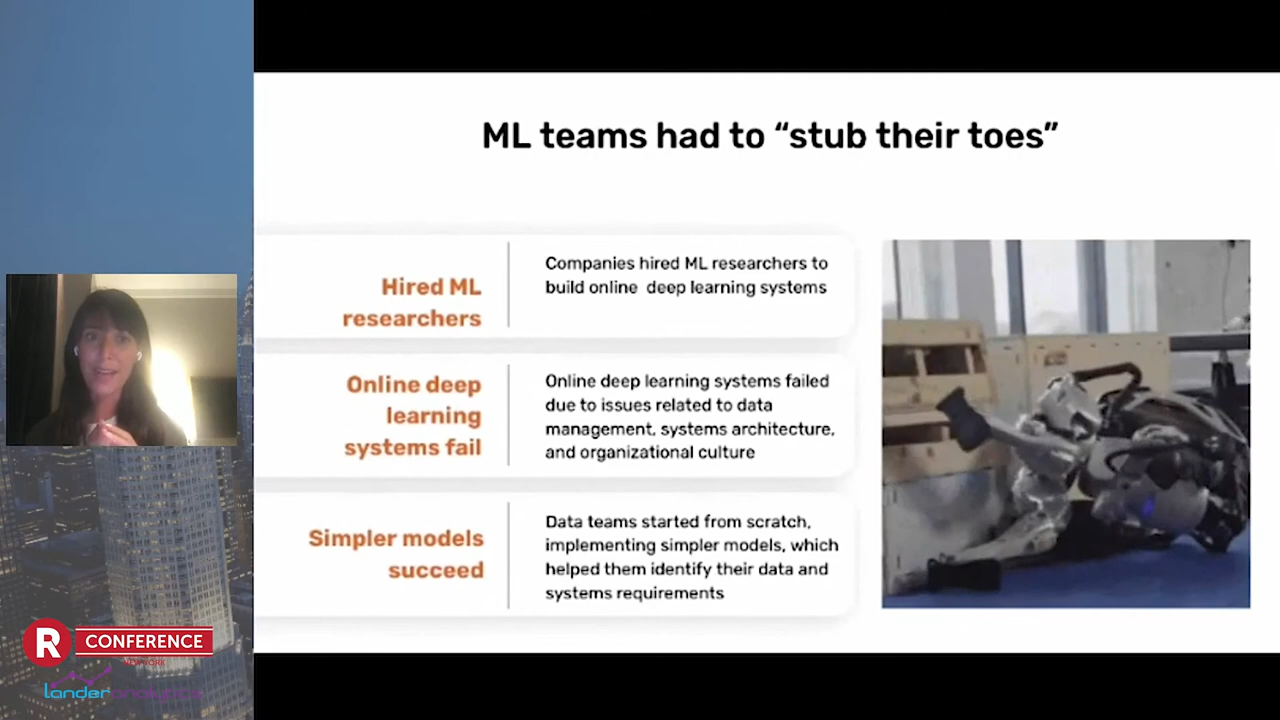 ML teams had to “stub their toes”
Hired ML
researchers
Companies hired ML researchers to
build online deep learning systems
Online deep
learning
systems fail
Online deep learning systems failed
due to issues related to data
management, systems architecture,
and organizational culture
Simpler models
succeed
Data teams started from scratch,
implementing simpler models, which
helped them identify their data and
systems requirements
R CONFERENCE
NEW YORK
lander analytics